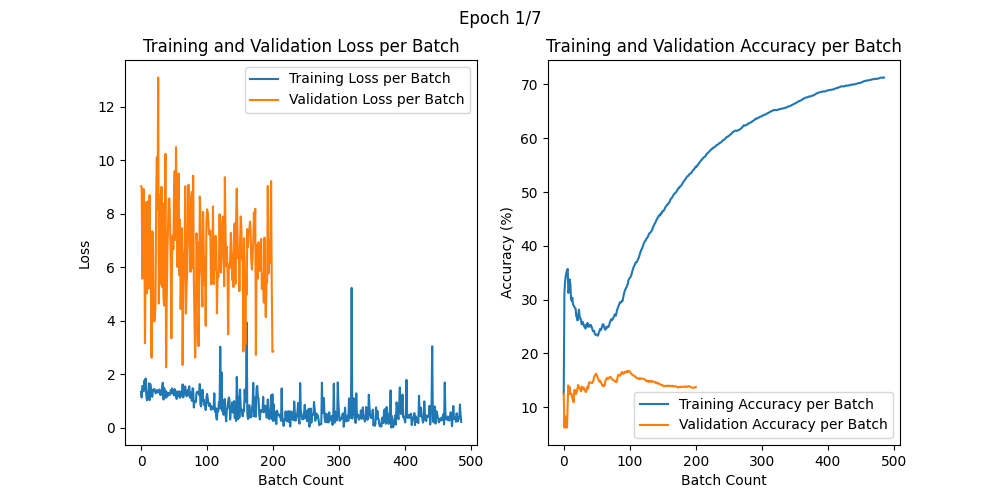 Epoch 1/7
Training and Validation Loss per Batch
Training Loss per Batch
Validation Loss per Batch
12
10
8
6
4
2
0
Loss
0 100 200 300 400 500
Batch Count
Training and Validation Accuracy per Batch
70
60
50
40
30
20
10
Accuracy (%)
Training Accuracy per Batch
Validation Accuracy per Batch
0 100 200 300 400 500
Batch Count